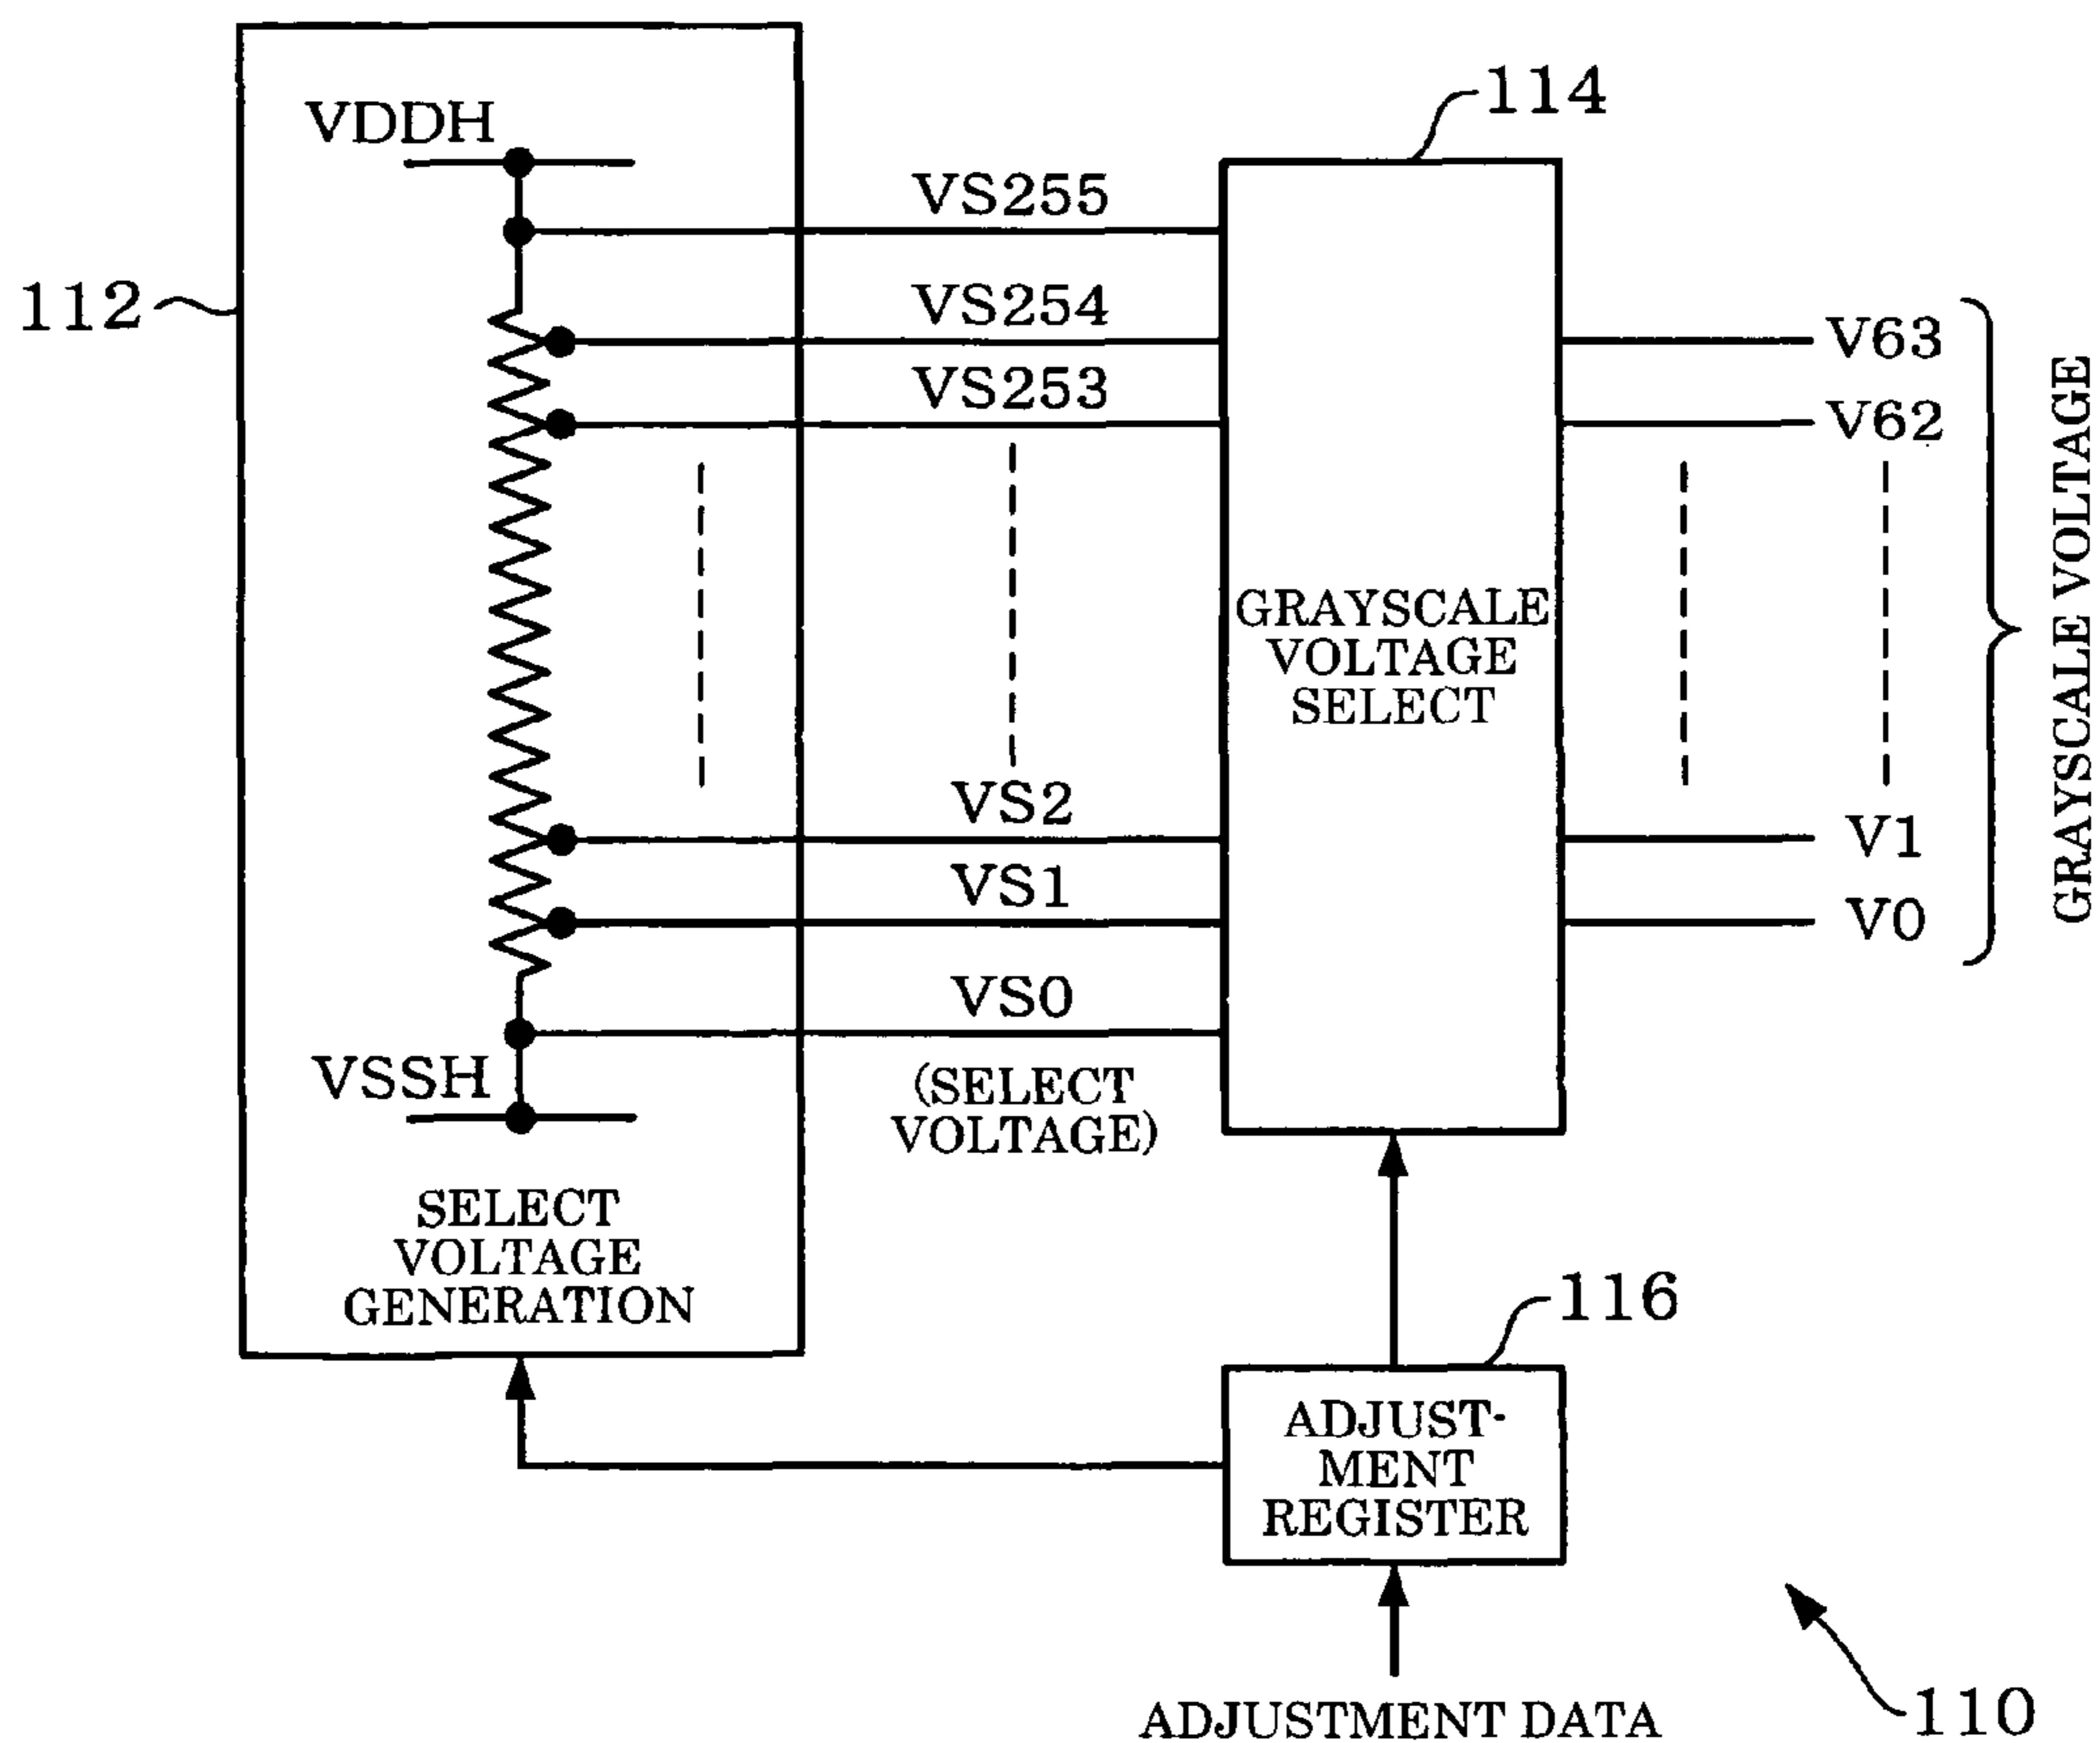 VDDH
114
VS255
112
VS254
V63
VS253
V62
GRAYSCALE
VOLTAGE
SELECT
GRAYSCALE VOLTAGE
VS2
V1
VS1
V0
VS0
VSSH
(SELECT
VOLTAGE)
SELECT
VOLTAGE
GENERATION
116
ADJUST-
MENT
REGISTER
ADJUSTMENT DATA
110